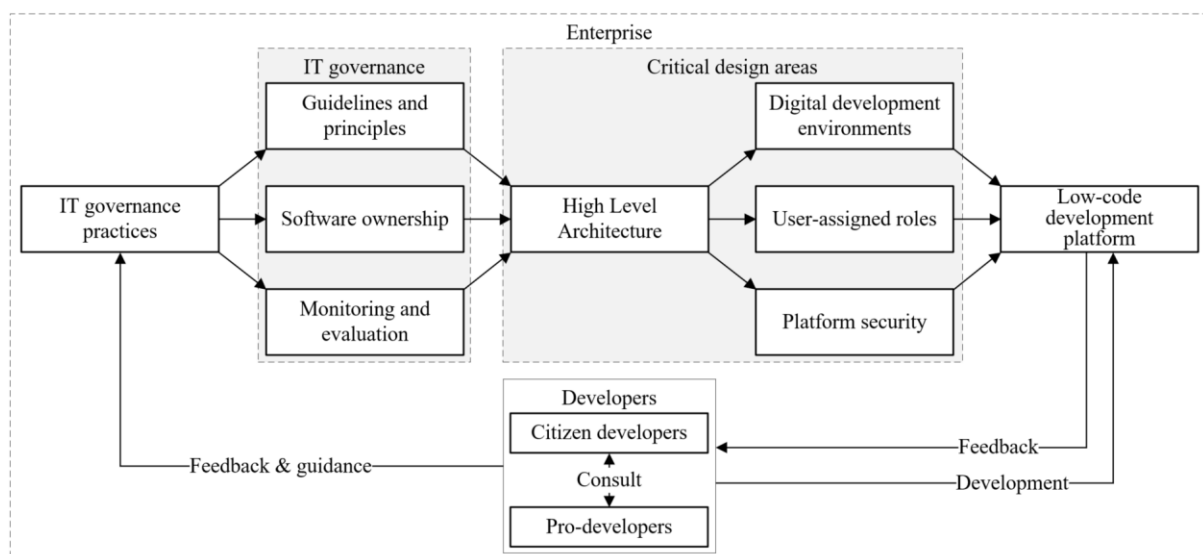 Enterprise
IT governance
Critical design areas
Guidelines and
principles
Digital development
environments
IT governance
practices
Software ownership
High Level
Architecture
User-assigned roles
Low-code
development
platform
Monitoring and
evaluation
Platform security
Developers
Citizen developers
Feedback
Feedback & guidance
Consult
Development
Pro-developers